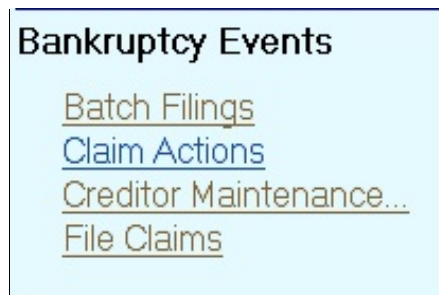 Bankruptcy Events
Batch Filings
Claim Actions
Creditor Maintenance...
File Claims